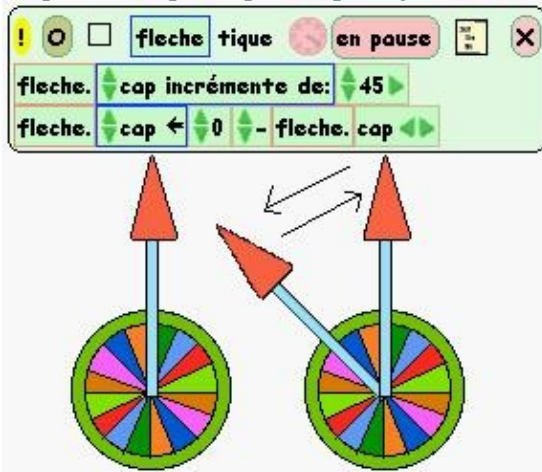 ! O fleche tique en pause ×
fleche. cap incrémente de: 45
fleche. cap ← 0 - fleche. cap